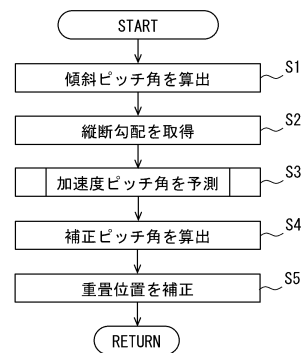 START
傾斜ピッチ角を算出 S1
縦断勾配を取得 S2
加速度ピッチ角を予測 S3
補正ピッチ角を算出 S4
重畳位置を補正 S5
RETURN